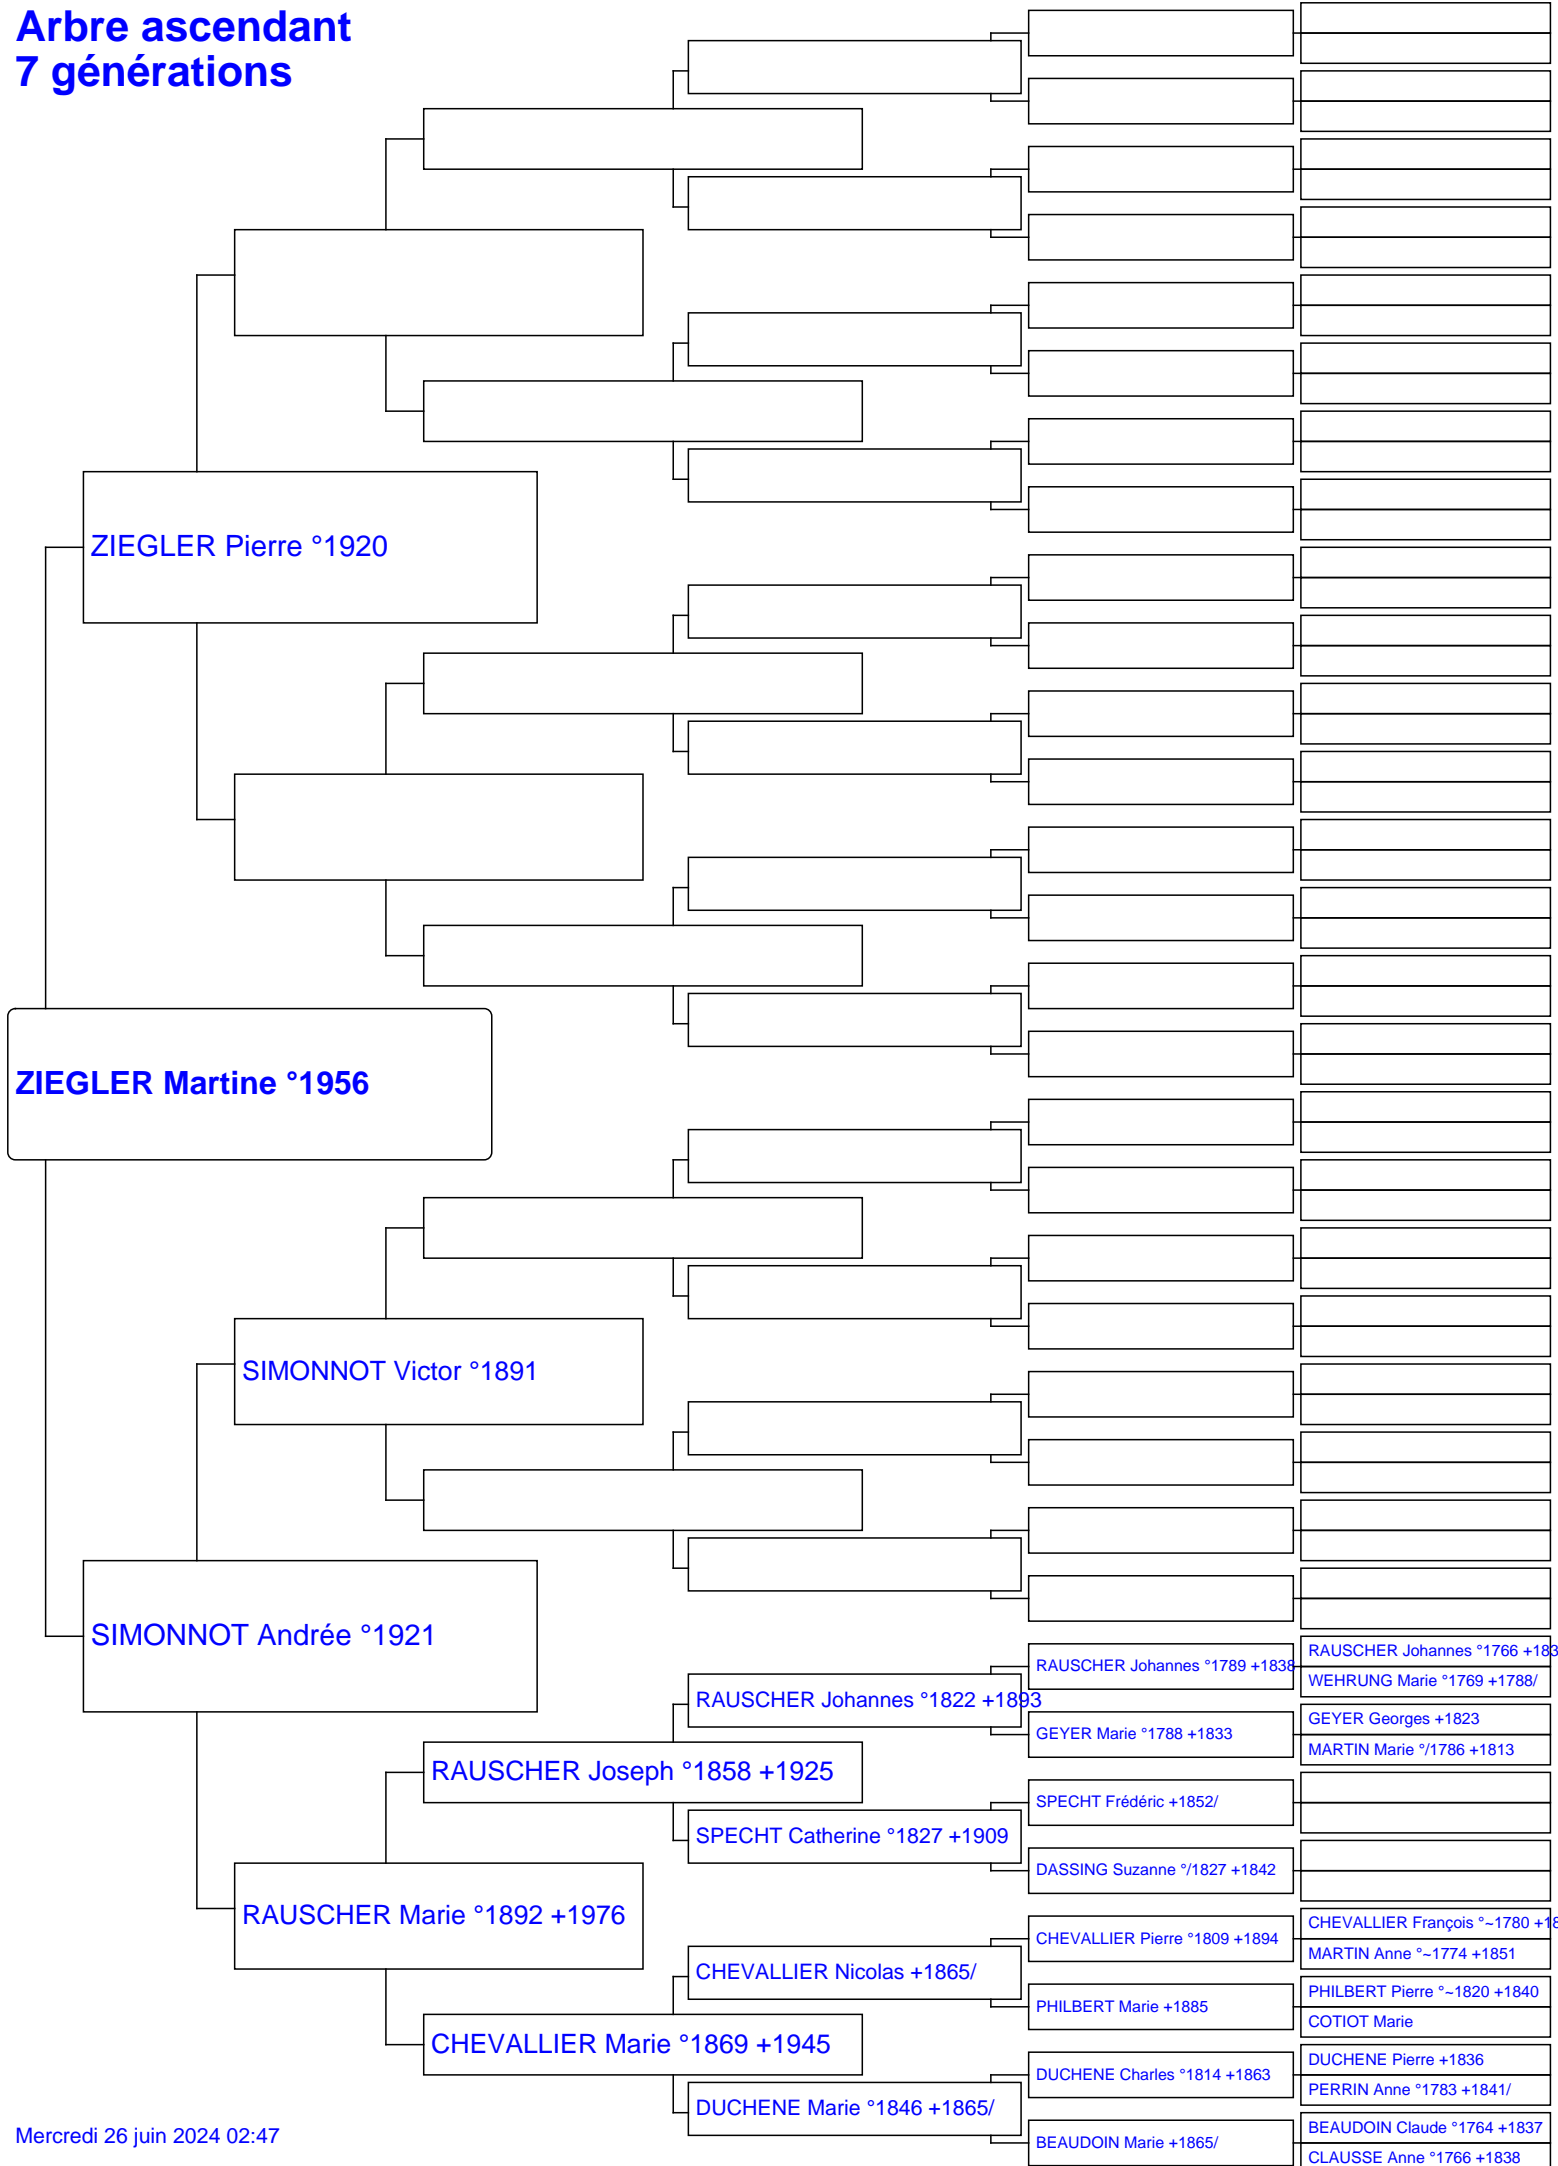 Arbre ascendant
7 générations
ZIEGLER Pierre °1920
ZIEGLER Martine °1956
SIMONNOT Victor °1891
SIMONNOT Andrée °1921
RAUSCHER Johannes °1789 +1838
RAUSCHER Johannes °1766 +183
WEHRUNG Marie °1769 +1788/
RAUSCHER Johannes °1822 +1893
GEYER Marie °1788 +1833
GEYER Georges +1823
MARTIN Marie °/1786 +1813
RAUSCHER Joseph °1858 +1925
SPECHT Frédéric +1852/
SPECHT Catherine °1827 +1909
DASSING Suzanne °/1827 +1842
RAUSCHER Marie °1892 +1976
CHEVALLIER Pierre °1809 +1894
CHEVALLIER François °~1780 +18
MARTIN Anne °~1774 +1851
CHEVALLIER Nicolas +1865/
PHILBERT Marie +1885
PHILBERT Pierre °~1820 +1840
COTIOT Marie
CHEVALLIER Marie °1869 +1945
DUCHENE Charles °1814 +1863
DUCHENE Pierre +1836
PERRIN Anne °1783 +1841/
DUCHENE Marie °1846 +1865/
BEAUDOIN Marie +1865/
BEAUDOIN Claude °1764 +1837
CLAUSSE Anne °1766 +1838
Mercredi 26 juin 2024 02:47